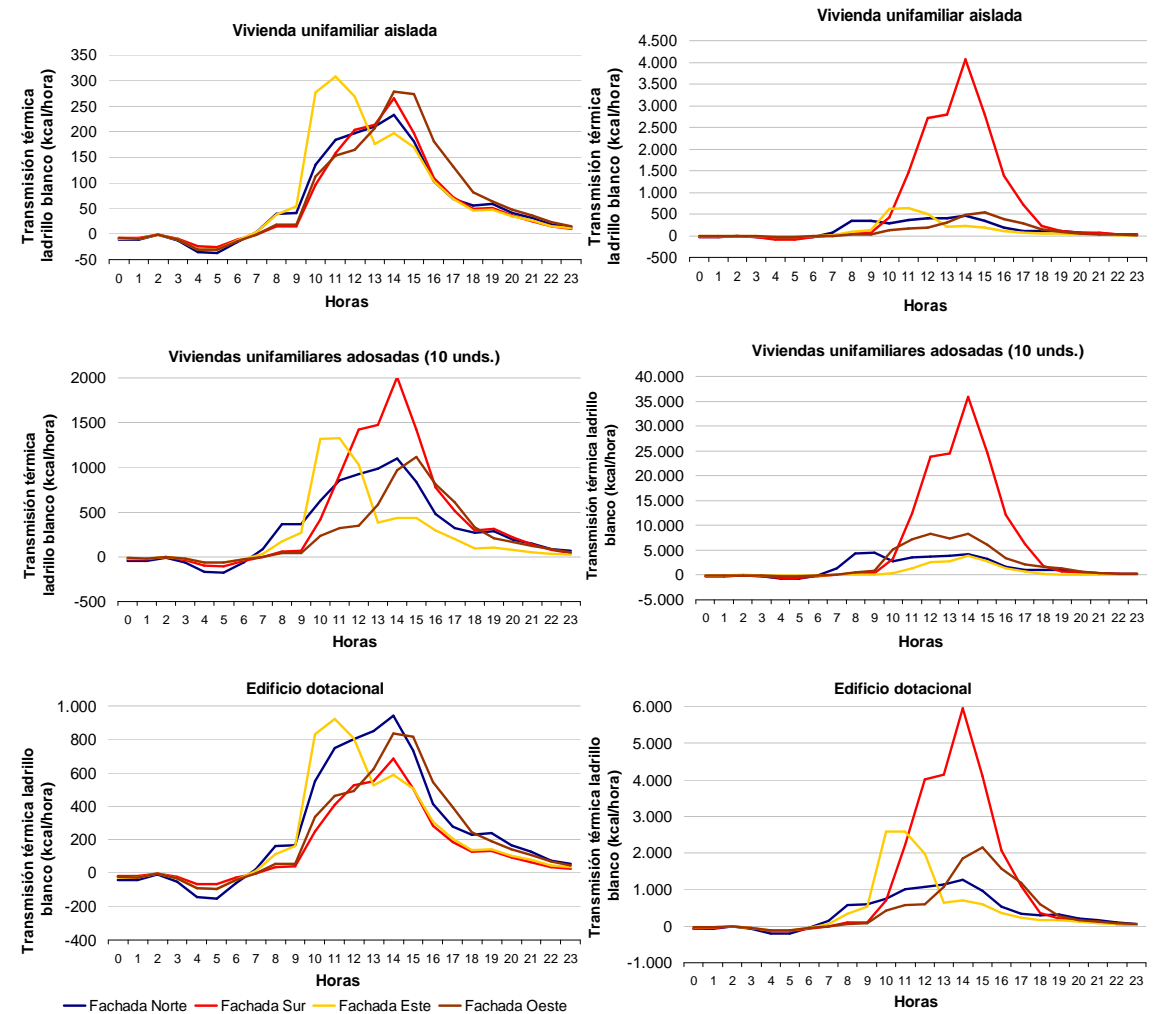 Vivienda unifamiliar aislada
Transmisión térmica
ladrillo blanco (kcal/hora)
350
300
250
200
150
100
50
0
-50
0 1 2 3 4 5 6 7 8 9 10 11 12 13 14 15 16 17 18 19 20 21 22 23
Horas
Vivienda unifamiliar aislada
Transmisión térmica
ladrillo blanco (kcal/hora)
4.500
4.000
3.500
3.000
2.500
2.000
1.500
1.000
500
0
-500
0 1 2 3 4 5 6 7 8 9 10 11 12 13 14 15 16 17 18 19 20 21 22 23
Horas
Viviendas unifamiliares adosadas (10 unds.)
Transmisión térmica
ladrillo blanco (kcal/hora)
2000
1500
1000
500
0
-500
0 1 2 3 4 5 6 7 8 9 10 11 12 13 14 15 16 17 18 19 20 21 22 23
Horas
Viviendas unifamiliares adosadas (10 unds.)
Transmisión térmica ladrillo
blanco (kcal/hora)
40.000
35.000
30.000
25.000
20.000
15.000
10.000
5.000
0
-5.000
0 1 2 3 4 5 6 7 8 9 10 11 12 13 14 15 16 17 18 19 20 21 22 23
Horas
Edificio dotacional
Transmisión térmica ladrillo
blanco (kcal/hora)
1.000
800
600
400
200
0
-200
-400
0 1 2 3 4 5 6 7 8 9 10 11 12 13 14 15 16 17 18 19 20 21 22 23
Horas
Edificio dotacional
Transmisión térmica ladrillo
blanco (kcal/hora)
6.000
5.000
4.000
3.000
2.000
1.000
0
-1.000
0 1 2 3 4 5 6 7 8 9 10 11 12 13 14 15 16 17 18 19 20 21 22 23
Horas
Fachada Norte Fachada Sur Fachada Este Fachada Oeste